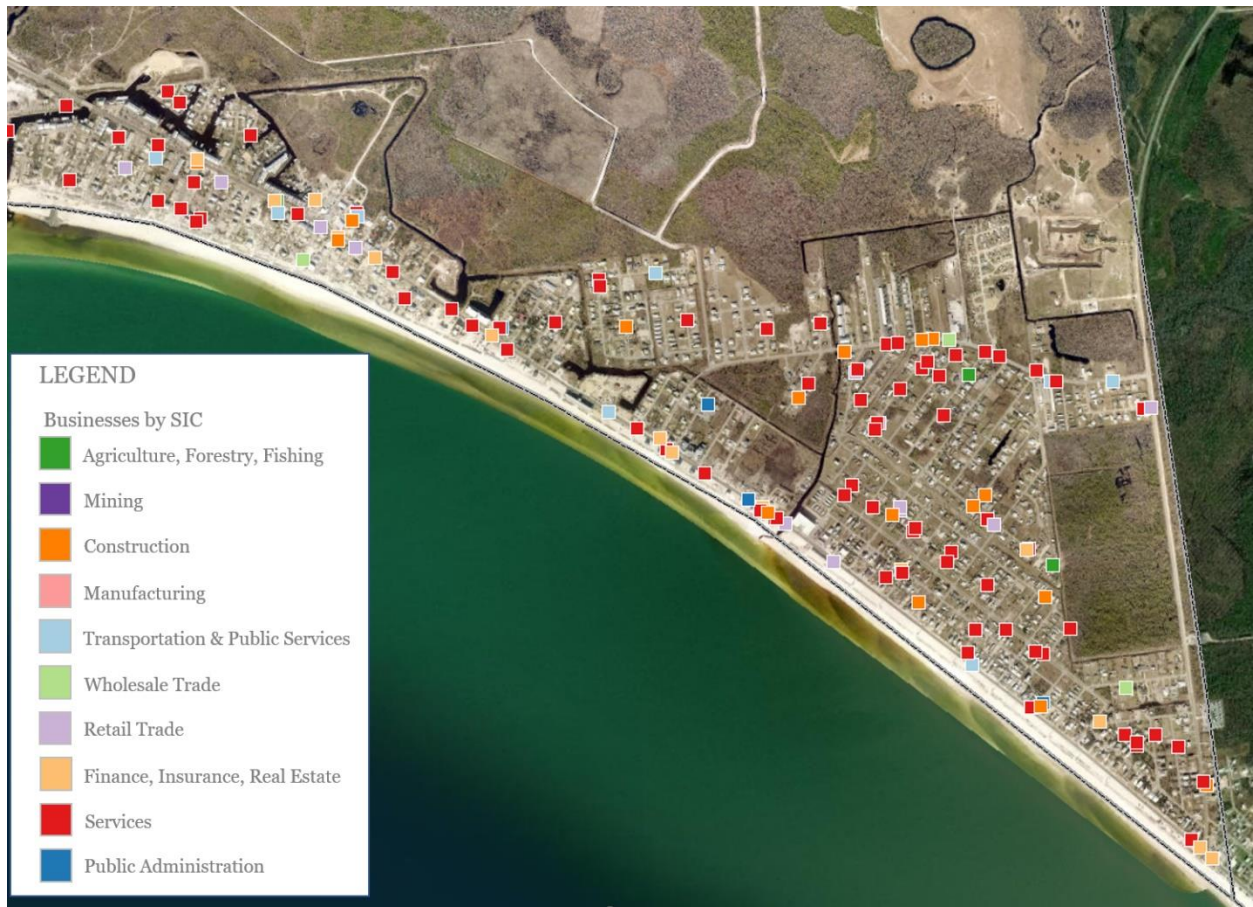 LEGEND
Businesses by SIC
Agriculture, Forestry, Fishing
Mining
Construction
Manufacturing
Transportation & Public Services
Wholesale Trade
Retail Trade
Finance, Insurance, Real Estate
Services
Public Administration